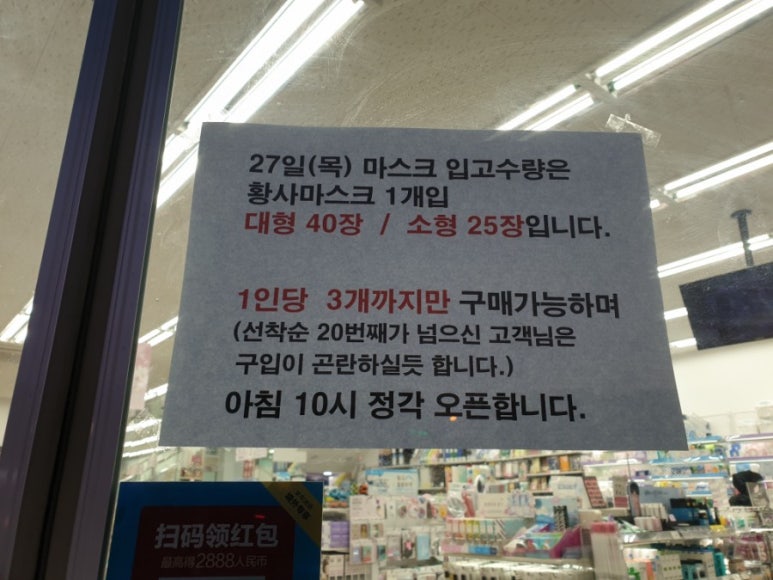 27일(목) 마스크 입고수량은
황사마스크 1개입
대형 40장 / 소형 25장입니다.
1인당 3개까지만 구매가능하며
(선착순 20번째가 넘으신 고객님은
구입이 곤란하실듯 합니다.)
아침 10시 정각 오픈합니다.
扫码领红包
最高得2888人民币